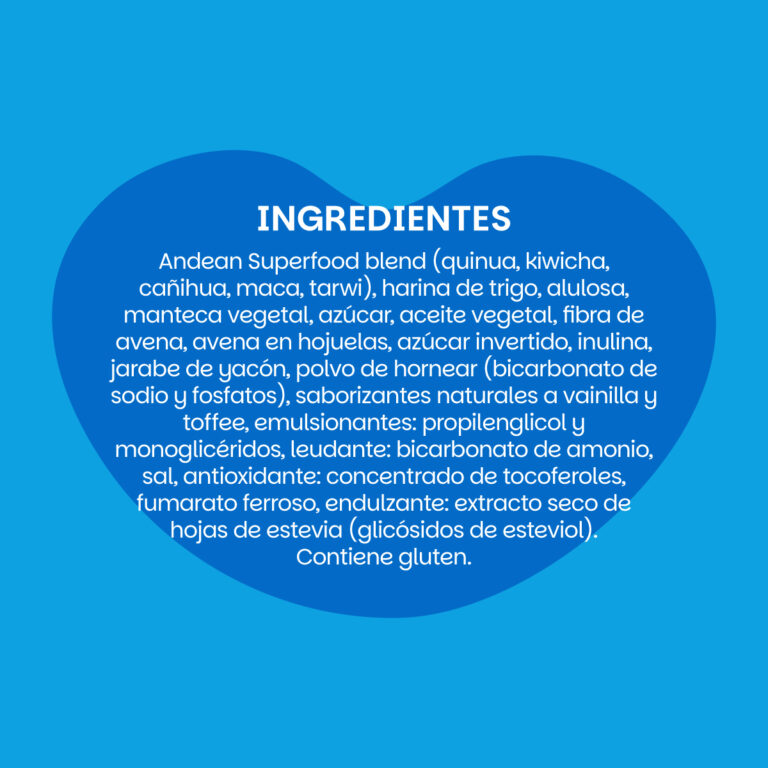 INGREDIENTES
Andean Superfood blend (quinua, kiwicha,
cañihua, maca, tarwi), harina de trigo, alulosa,
manteca vegetal, azúcar, aceite vegetal, fibra de
avena, avena en hojuelas, azúcar invertido, inulina,
jarabe de yacón, polvo de hornear (bicarbonato de
sodio y fosfatos), saborizantes naturales a vainilla y
toffee, emulsionantes: propilenglicol y
monoglicéridos, leudante: bicarbonato de amonio,
sal, antioxidante: concentrado de tocoferoles,
fumarato ferroso, endulzante: extracto seco de
hojas de estevia (glicósidos de esteviol).
Contiene gluten.